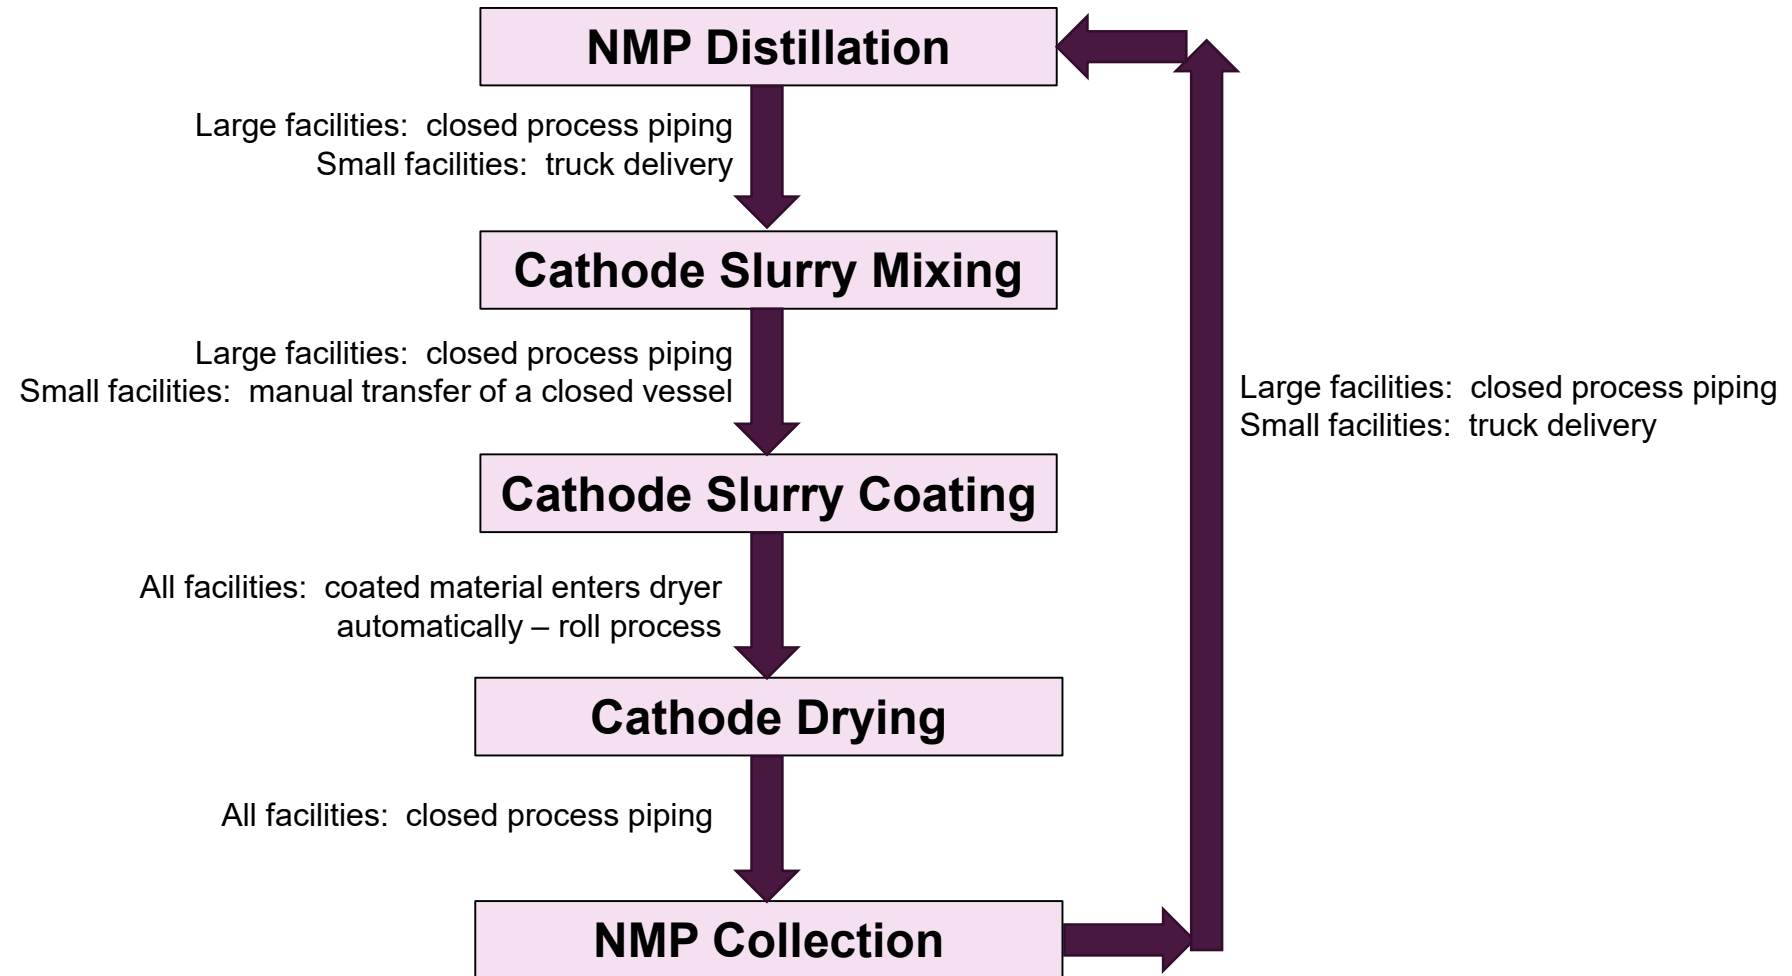 NMP Distillation
Large facilities:  closed process piping
Small facilities:  truck delivery
Cathode Slurry Mixing
Large facilities:  closed process piping
Small facilities:  manual transfer of a closed vessel
Large facilities:  closed process piping
Small facilities:  truck delivery
Cathode Slurry Coating
All facilities:  coated material enters dryer
automatically – roll process
Cathode Drying
All facilities:  closed process piping
NMP Collection